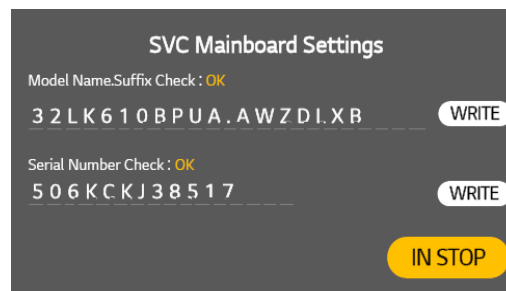 SVC Mainboard Settings
Model Name.Suffix Check : OK
32LK610BPUA.AWZDLXB WRITE
Serial Number Check : OK
506KCKJ38517 WRITE
IN STOP